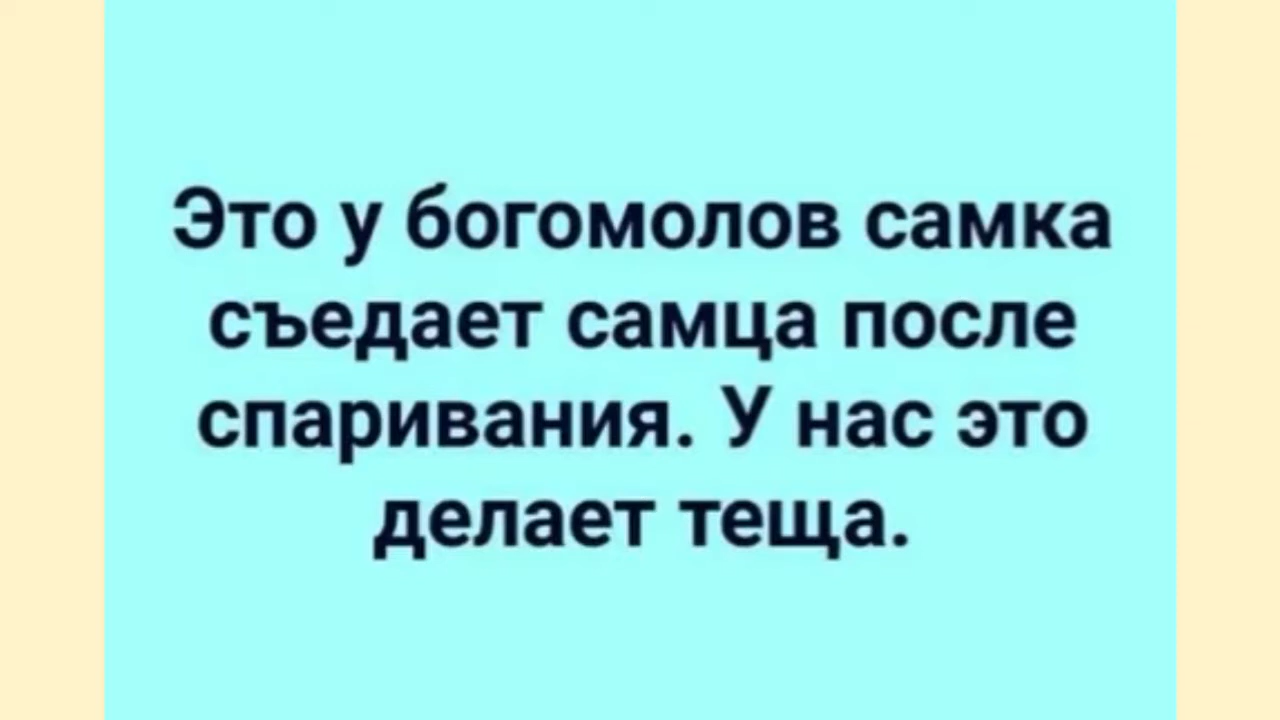 Это у богомолов самка
съедает самца после
спаривания. У нас это
делает теща.